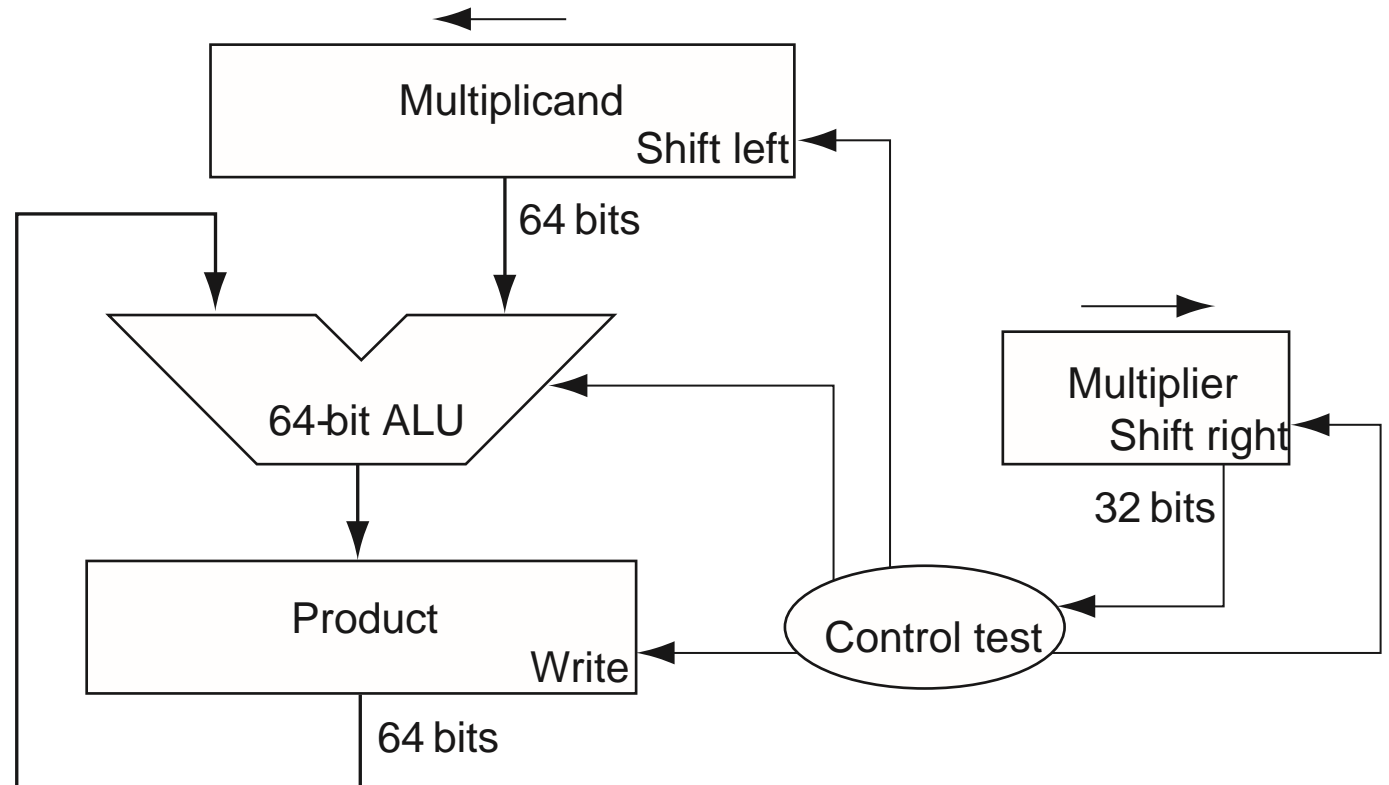 Multiplicand
Shift left
64 bits
64-bit ALU
Multiplier
Shift right
32 bits
Product
Write
Control test
64 bits